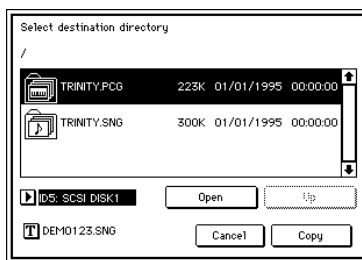 Select destination directory
/
TRINITY.PCG 223K 01/01/1995 00:00:00
TRINITY.SNG 300K 01/01/1995 00:00:00
ID5: SCSI DISK1 Open Up
T DEMO123.SNG Cancel Copy